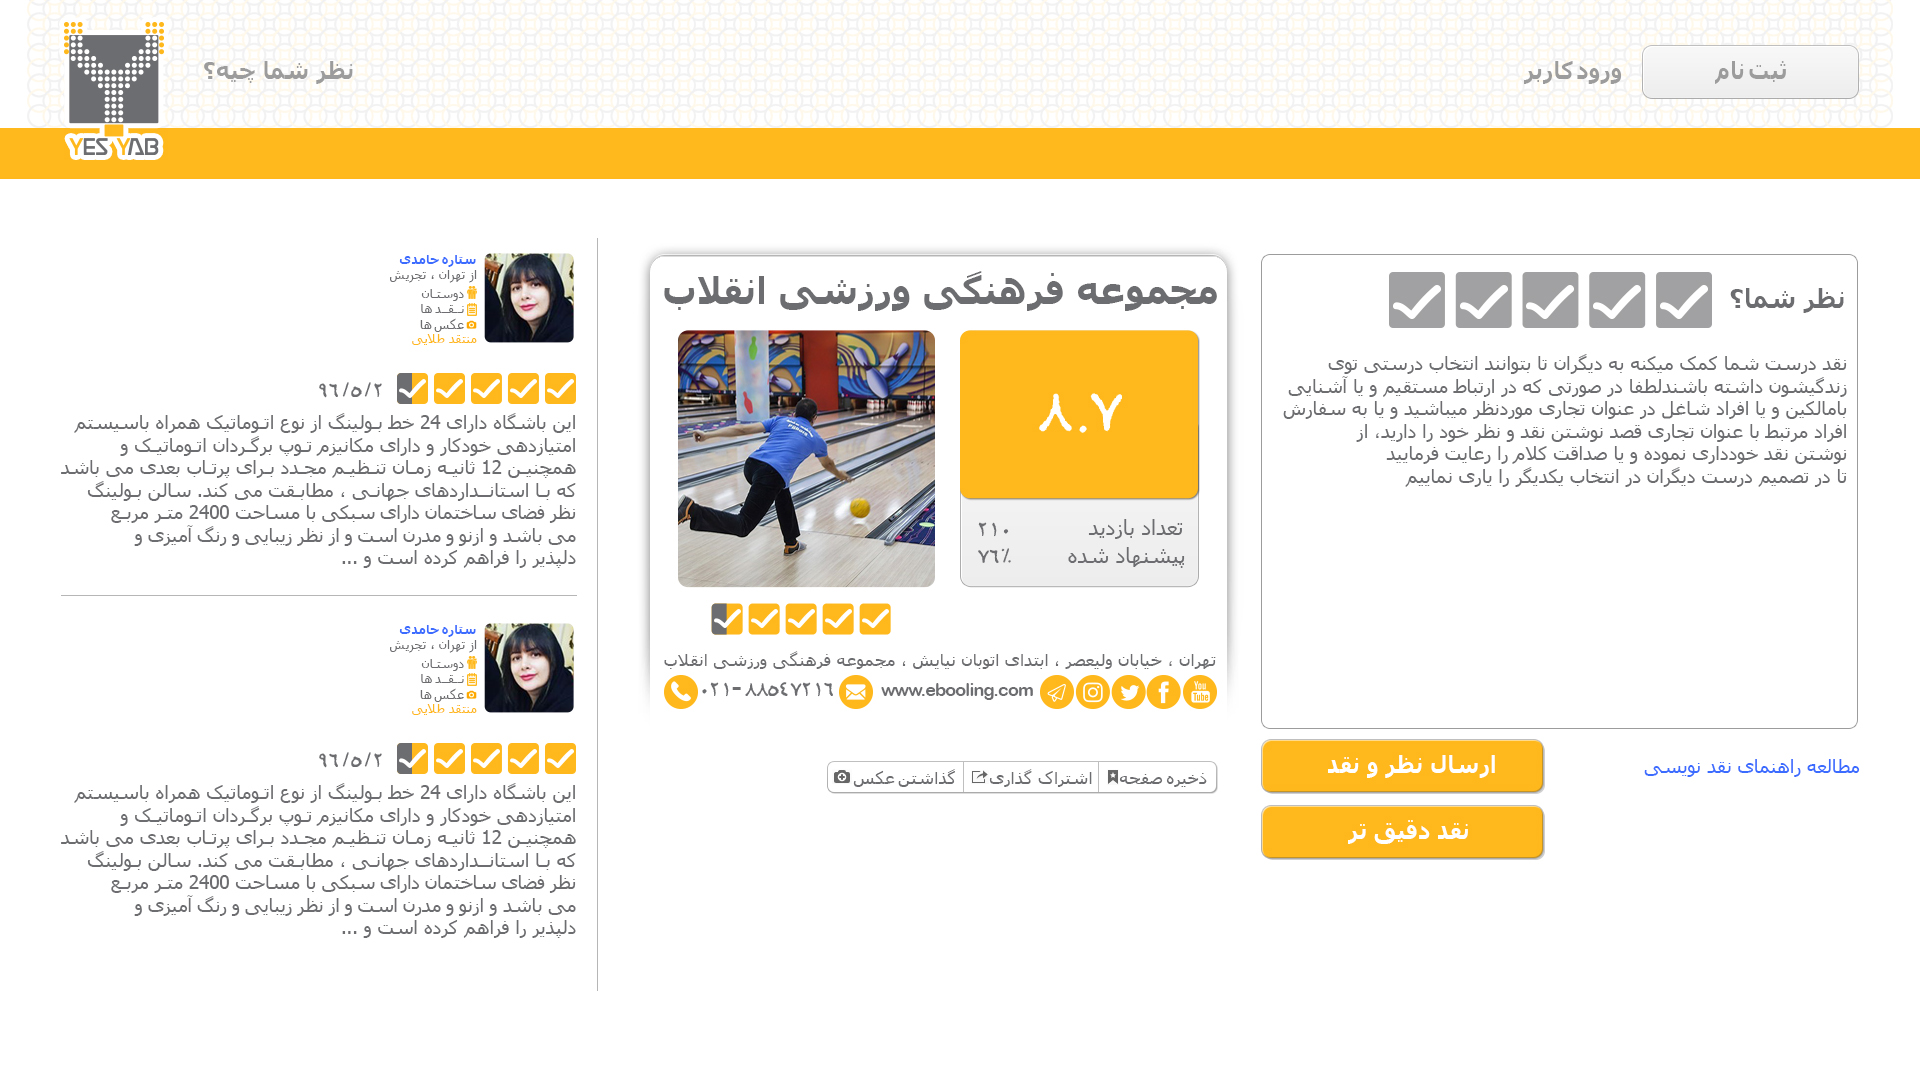 ثبت نام
ورود کاربر
نظر شما چیه؟
YES YAB
نظر شما؟
نقد درست شما کمک میکنه به دیگران تا بتوانند انتخاب درستی توی
زندگیشون داشته باشندلطفا در صورتی که در ارتباط مستقیم و یا آشنایی
بامالکین و یا افراد شاغل در عنوان تجاری موردنظر میباشید و یا به سفارش
افراد مرتبط با عنوان تجاری قصد نوشتن نقد و نظر خود را دارید، از
نوشتن نقد خودداری نموده و یا صداقت کلام را رعایت فرمایید
تا در تصمیم درست دیگران در انتخاب یکدیگر را یاری نماییم
ارسال نظر و نقد
مطالعه راهنمای نقد نویسی
نقد دقیق تر
مجموعه فرهنگی ورزشی انقلاب
۸.۷
تعداد بازدید ۲۱۰
پیشنهاد شده ۷۶٪
تهران ، خیابان ولیعصر ، ابتدای اتوبان نیایش ، مجموعه فرهنگی ورزشی انقلاب
You Tube
www.ebooling.com
۰۲۱- ۸۸۵۴۷۲۱۶
ذخیره صفحه
اشتراک گذاری
گذاشتن عکس
ستاره حامدی
از تهران ، تجریش
دوستان
نقد ها
عکس ها
منتقد طلایی
۹۶/۵/۲
این باشگاه دارای 24 خط بولینگ از نوع اتوماتیک همراه باسیستم
امتیازدهی خودکار و دارای مکانیزم توپ برگردان اتوماتیک و
همچنین 12 ثانیه زمان تنظیم مجدد برای پرتاب بعدی می باشد
که با استانداردهای جهانی ، مطابقت می کند. سالن بولینگ
نظر فضای ساختمان دارای سبکی با مساحت 2400 متر مربع
می باشد و ازنو و مدرن است و از نظر زیبایی و رنگ آمیزی و
دلپذیر را فراهم کرده است و ...
ستاره حامدی
از تهران ، تجریش
دوستان
نقد ها
عکس ها
منتقد طلایی
۹۶/۵/۲
این باشگاه دارای 24 خط بولینگ از نوع اتوماتیک همراه باسیستم
امتیازدهی خودکار و دارای مکانیزم توپ برگردان اتوماتیک و
همچنین 12 ثانیه زمان تنظیم مجدد برای پرتاب بعدی می باشد
که با استانداردهای جهانی ، مطابقت می کند. سالن بولینگ
نظر فضای ساختمان دارای سبکی با مساحت 2400 متر مربع
می باشد و ازنو و مدرن است و از نظر زیبایی و رنگ آمیزی و
دلپذیر را فراهم کرده است و ...